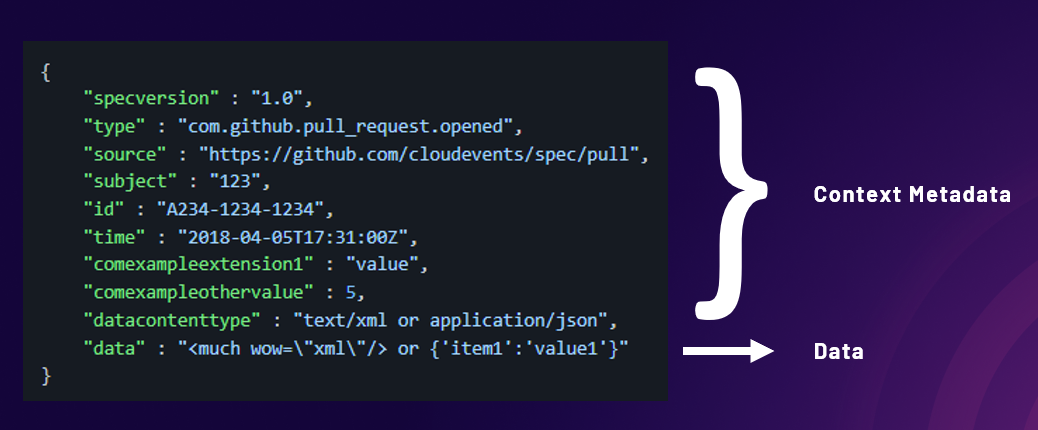 {
"specversion" : "1.0",
"type" : "com.github.pull_request.opened",
"source" : "https://github.com/cloudevents/spec/pull",
"subject" : "123",
"id" : "A234-1234-1234",
"time" : "2018-04-05T17:31:00Z",
"comexampleextension1" : "value",
"comexampleothervalue" : 5,
"datacontenttype" : "text/xml or application/json",
"data" : "<much wow=\"xml\"/> or {'item1':'value1'}"
}
Context Metadata
Data